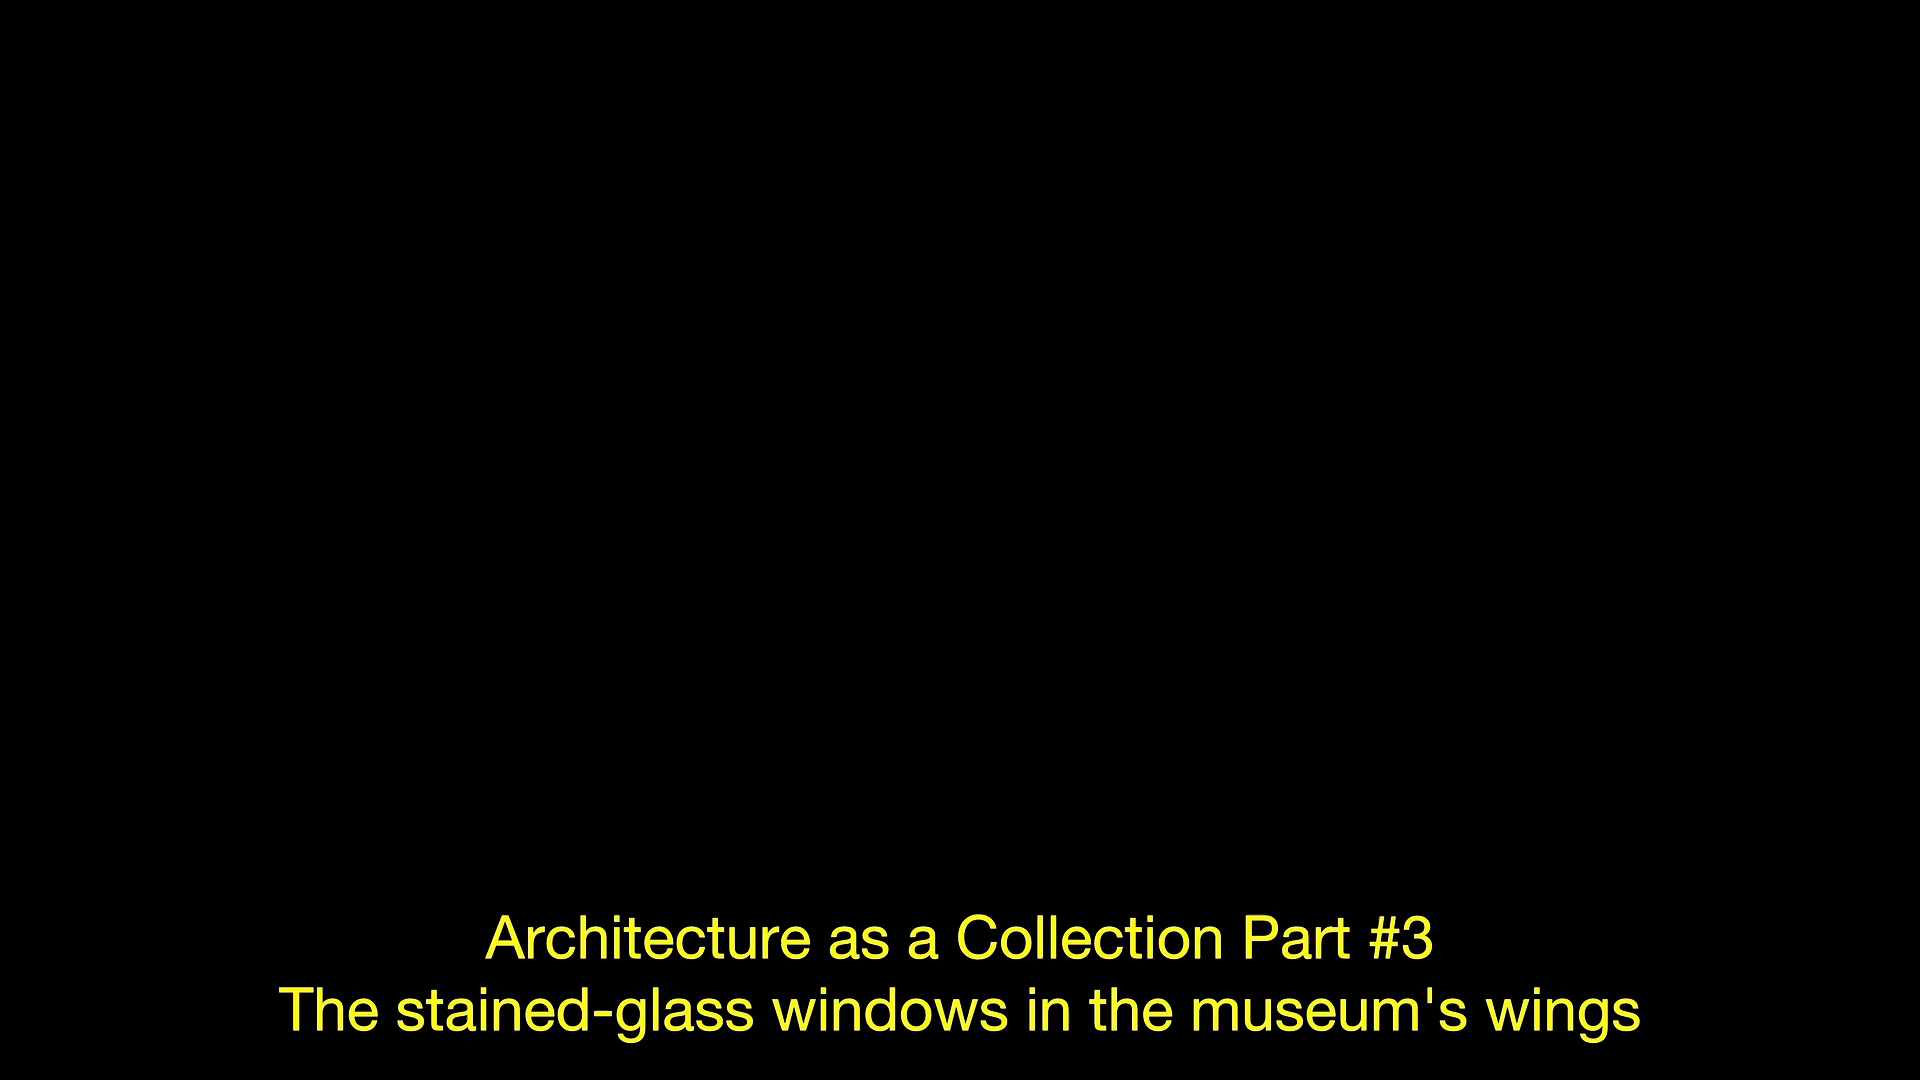 Architecture as a Collection Part #3
The stained-glass windows in the museum's wings